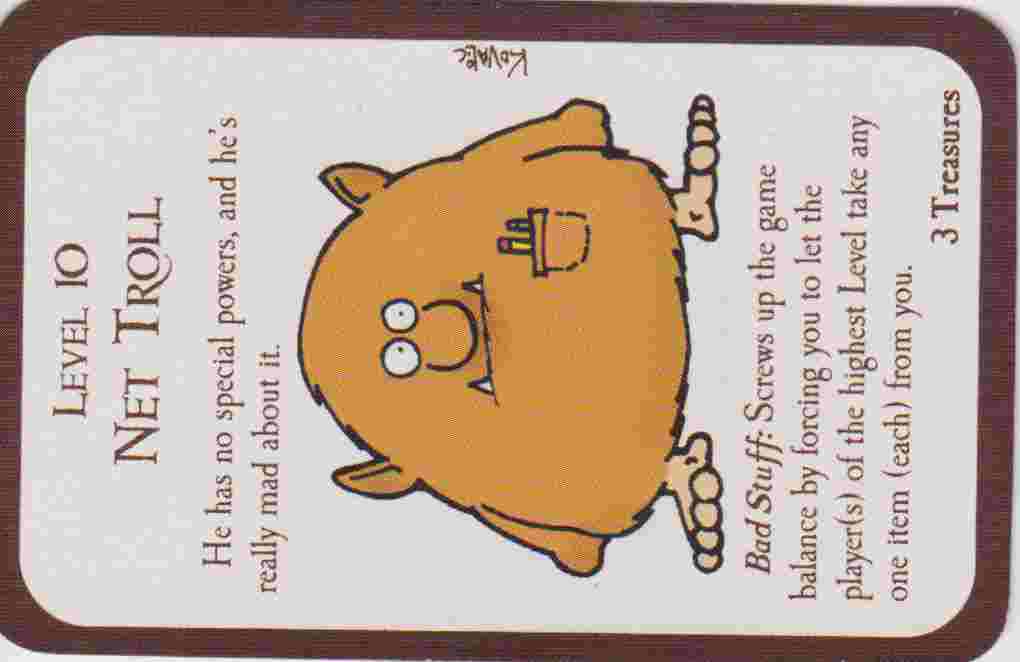 LEVEL 10
NET TROLL
He has no special powers, and he's
really mad about it.
KOVALIC
Bad Stuff: Screws up the game
balance by forcing you to let the
player(s) of the highest Level take any
one item (each) from you.
3 Treasures